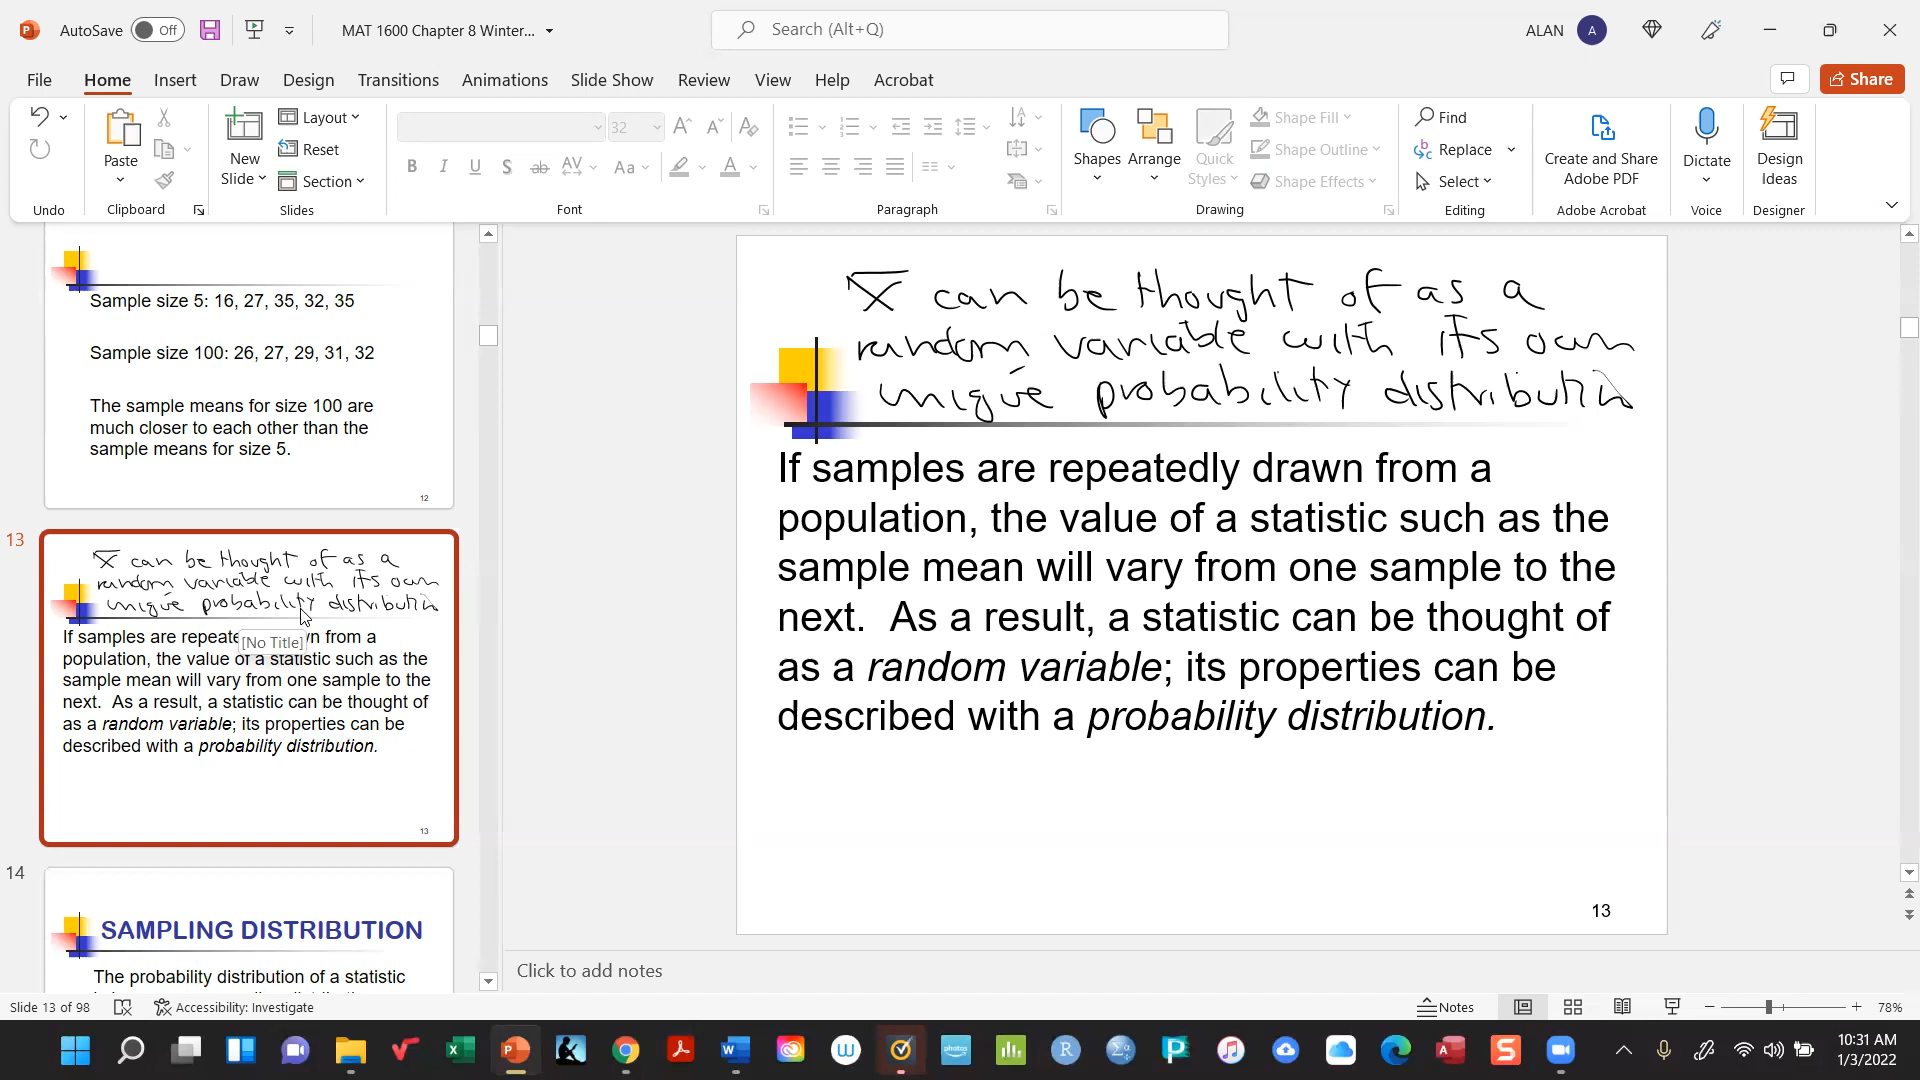 AutoSave Off
MAT 1600 Chapter 8 Winter...
Search (Alt+Q)
ALAN A
File Home Insert Draw Design Transitions Animations Slide Show Review View Help Acrobat
Share
Paste
New
Slide
Layout
Reset
Section
32
Aa
Shapes
Arrange
Quick
Styles
Shape Fill
Shape Outline
Shape Effects
Find
Replace
Select
Create and Share
Adobe PDF
Dictate
Design
Ideas
Undo Clipboard Slides Font Paragraph Drawing Editing Adobe Acrobat Voice Designer
Sample size 5: 16, 27, 35, 32, 35
Sample size 100: 26, 27, 29, 31, 32
The sample means for size 100 are
much closer to each other than the
sample means for size 5.
12
13
X̅ can be thought of as a
random variable with its own
unique probability distribution
If samples are repeate n from a
[No Title]
population, the value of a statistic such as the
sample mean will vary from one sample to the
next. As a result, a statistic can be thought of
as a random variable; its properties can be
described with a probability distribution.
13
14
SAMPLING DISTRIBUTION
The probability distribution of a statistic
X̅ can be thought of as a
random variable with its own
unique probability distribution
If samples are repeatedly drawn from a
population, the value of a statistic such as the
sample mean will vary from one sample to the
next. As a result, a statistic can be thought of
as a random variable; its properties can be
described with a probability distribution.
13
Click to add notes
Slide 13 of 98
Accessibility: Investigate
Notes
78%
10:31 AM
1/3/2022